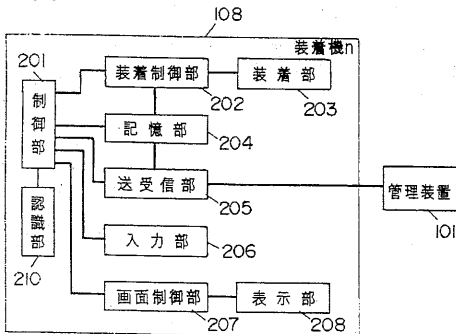 108
装着機n
201
制御部
装着制御部
202
装着部
203
記憶部
204
送受信部
205
管理装置
101
認識部
210
入力部
206
画面制御部
207
表示部
208